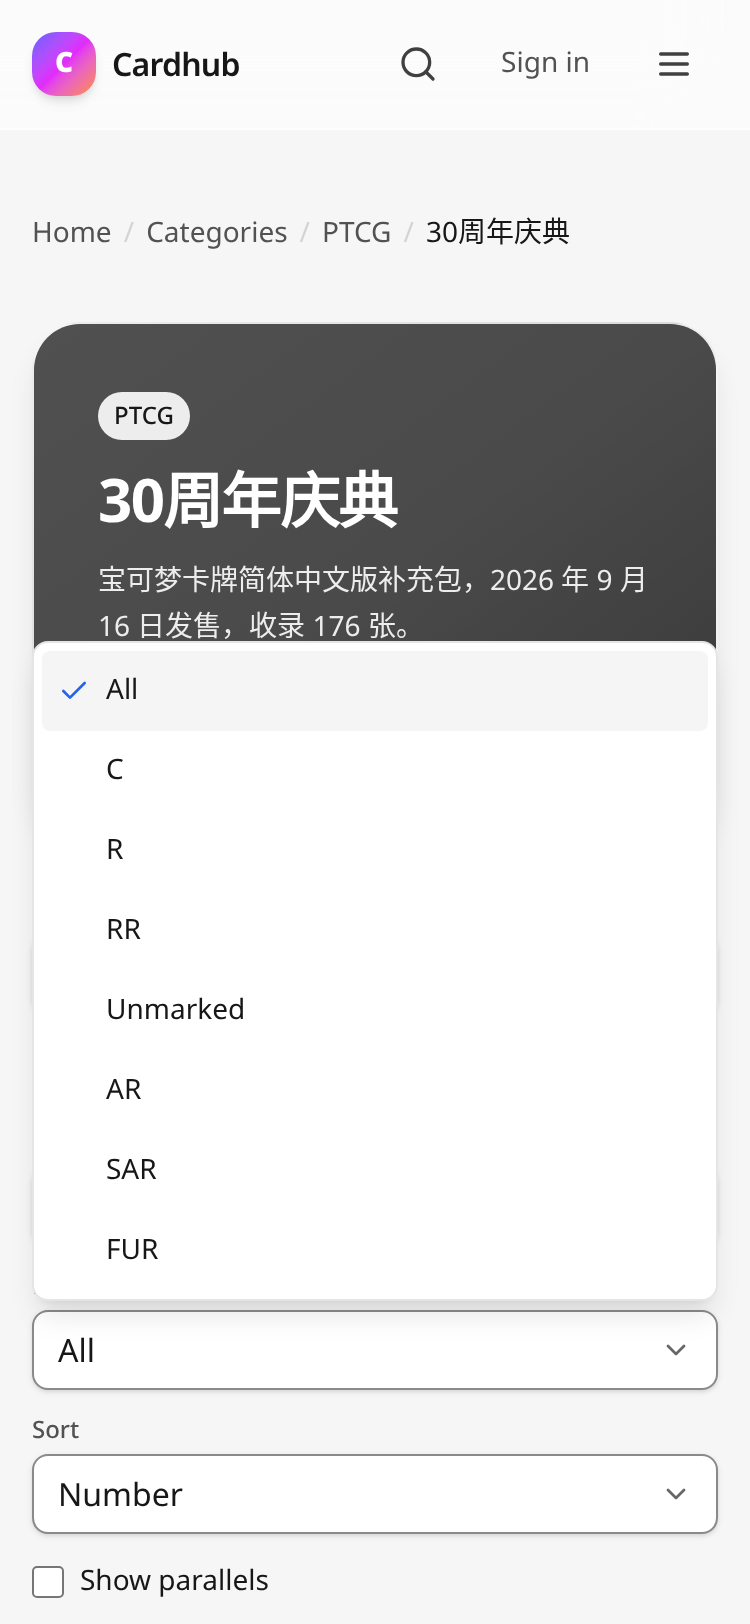 C Cardhub Sign in
Home / Categories / PTCG / 30周年庆典
PTCG
30周年庆典
宝可梦卡牌简体中文版补充包，2026 年 9 月
16 日发售，收录 176 张。
All
C
R
RR
Unmarked
AR
SAR
FUR
All
Sort
Number
Show parallels